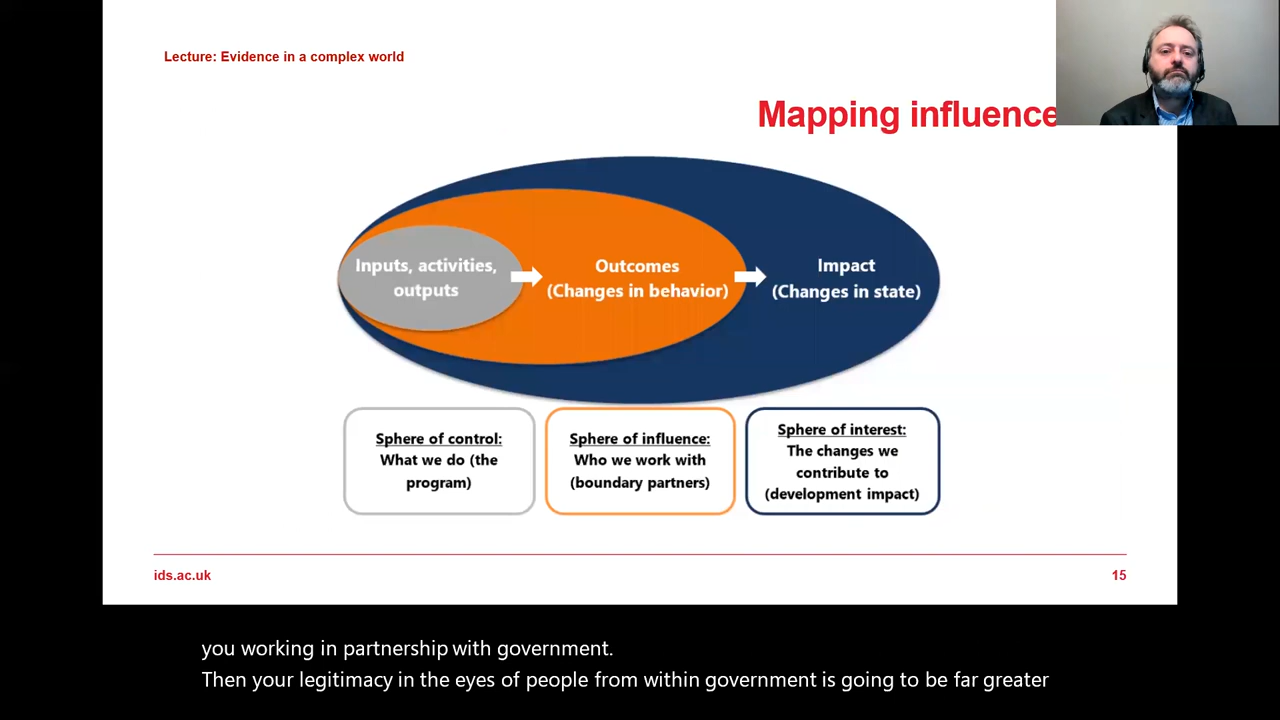 Lecture: Evidence in a complex world
Mapping influence
Inputs, activities,
outputs
Outcomes
(Changes in behavior)
Impact
(Changes in state)
Sphere of control:
What we do (the
program)
Sphere of influence:
Who we work with
(boundary partners)
Sphere of interest:
The changes we
contribute to
(development impact)
ids.ac.uk
15
you working in partnership with government.
Then your legitimacy in the eyes of people from within government is going to be far greater